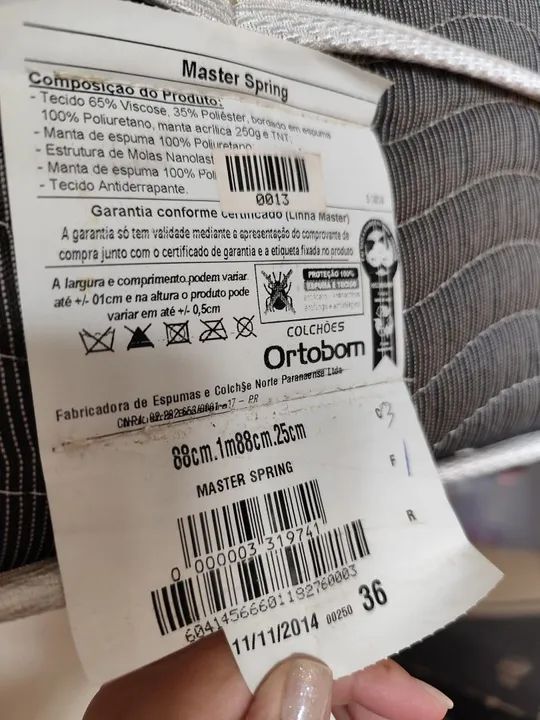 Master Spring
Composição do Produto:
- Tecido 65% Viscose, 35% Poliéster, bordado em espuma
100% Poliuretano, manta acrílica 250g e TNT.
- Manta de espuma 100% Poliuretano
- Estrutura de Molas Nanolast
- Manta de espuma 100% Pol
- Tecido Antiderrapante.
0013
Garantia conforme certificado (Linha Master)
A garantia só tem validade mediante a apresentação do comprovante de
compra junto com o certificado de garantia e a etiqueta fixada no produto
A largura e comprimento podem variar
até +/- 01cm e na altura o produto pode
variar em até +/- 0,5cm
PROTEÇÃO 100%
ESPUMA E TECIDO
COLCHÕES
Ortobom
Fabricadora de Espumas e Colch§e Norte Paranaense Ltda
- PR
88cm.1m88cm.25cm
MASTER SPRING
F
R
0 000003 319741
11/11/2014 00250 36